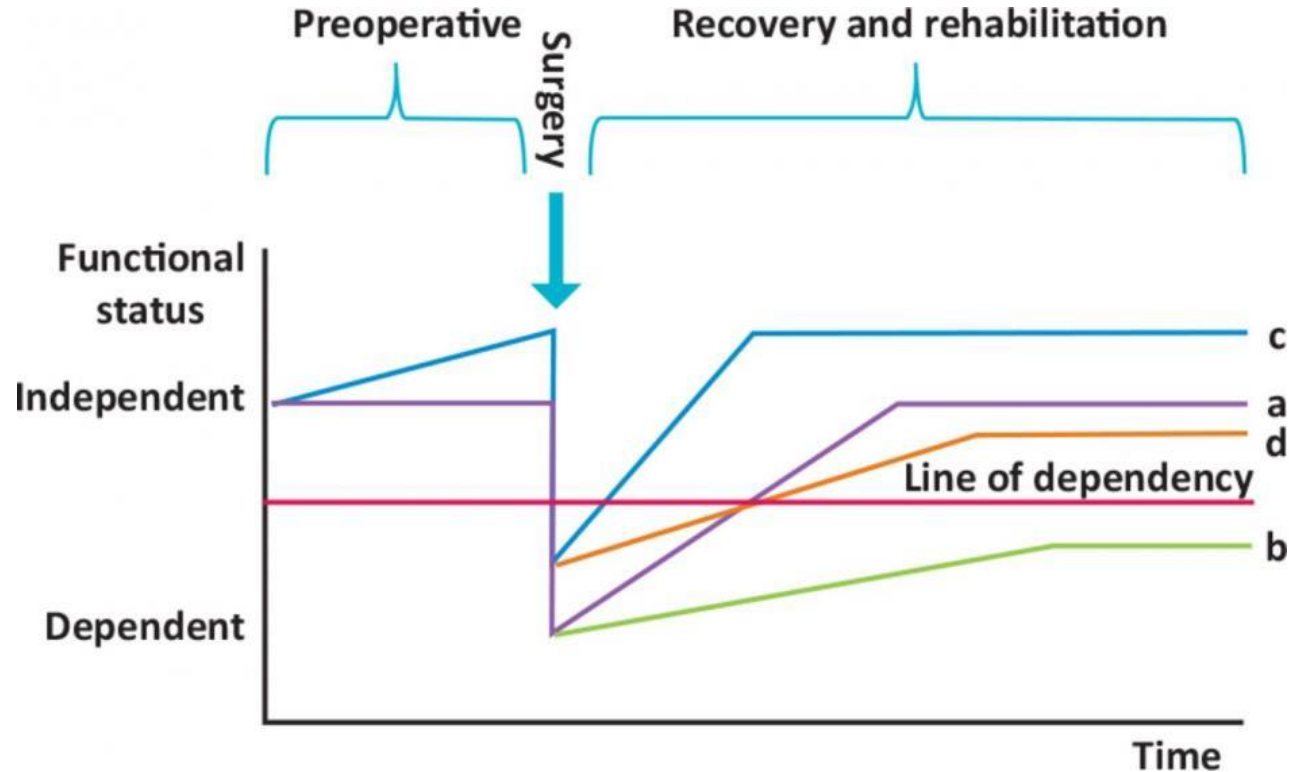 Preoperative
Surgery
Recovery and rehabilitation
Functional
status
Independent
Dependent
c
a
d
Line of dependency
b
Time